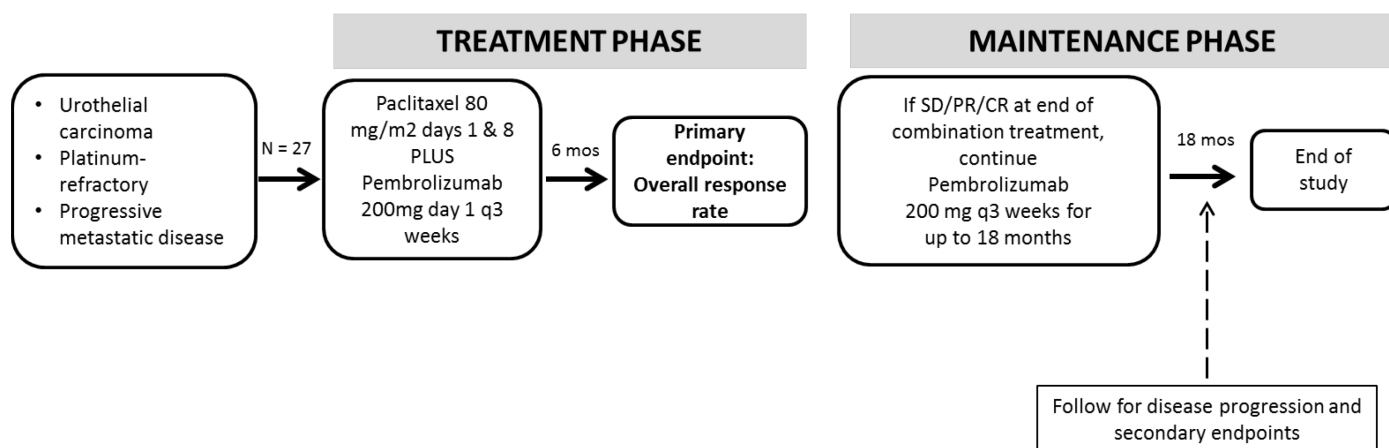 TREATMENT PHASE
MAINTENANCE PHASE
• Urothelial
carcinoma
• Platinum-
refractory
• Progressive
metastatic disease
N = 27
Paclitaxel 80
mg/m2 days 1 & 8
PLUS
Pembrolizumab
200mg day 1 q3
weeks
6 mos
Primary
endpoint:
Overall response
rate
If SD/PR/CR at end of
combination treatment,
continue
Pembrolizumab
200 mg q3 weeks for
up to 18 months
18 mos
End of
study
Follow for disease progression and
secondary endpoints